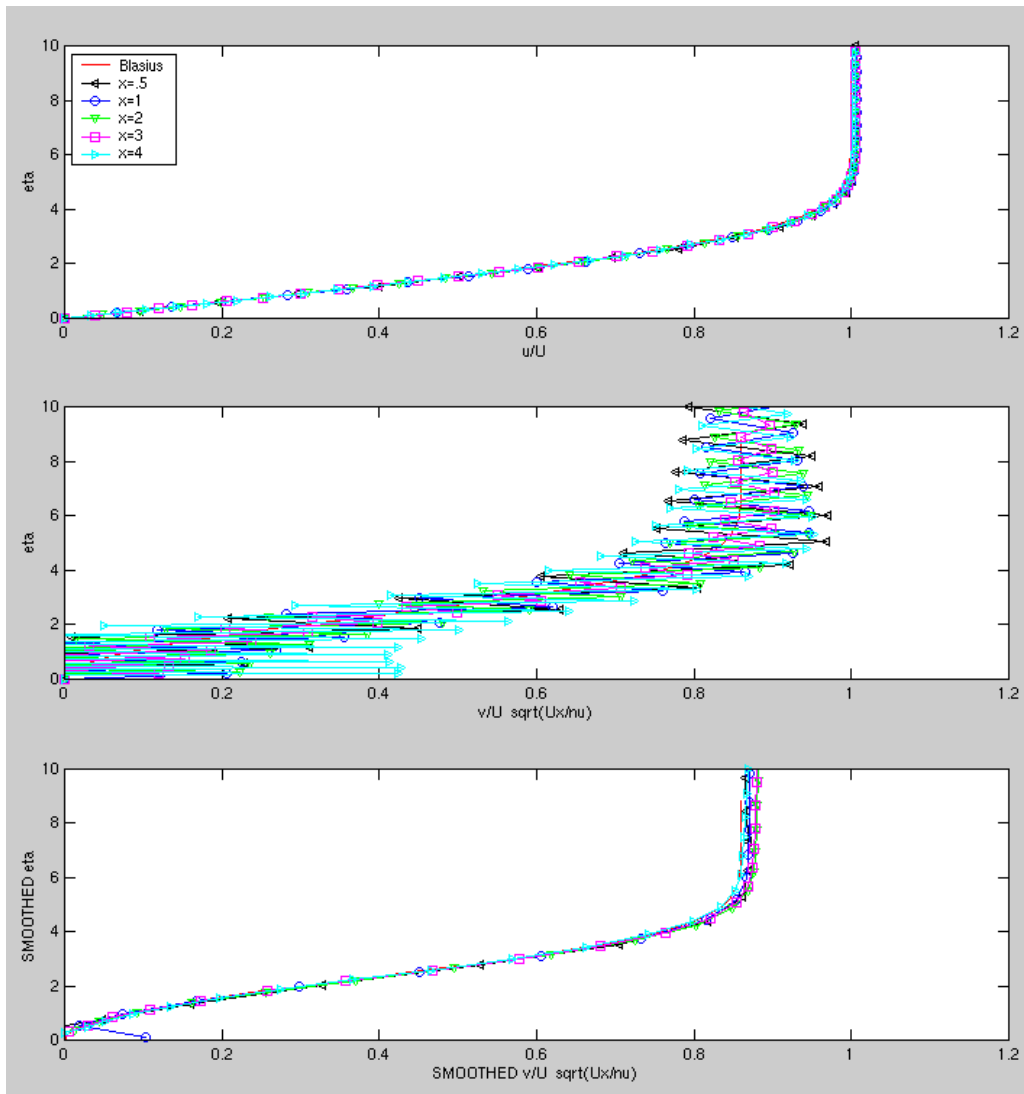 10
8
6
4
2
0
eta
Blasius
x=.5
x=1
x=2
x=3
x=4
0 0.2 0.4 0.6 0.8 1 1.2
u/U
10
8
6
4
2
0
eta
0 0.2 0.4 0.6 0.8 1 1.2
v/U sqrt(Ux/nu)
10
8
6
4
2
0
SMOOTHED eta
0 0.2 0.4 0.6 0.8 1 1.2
SMOOTHED v/U sqrt(Ux/nu)